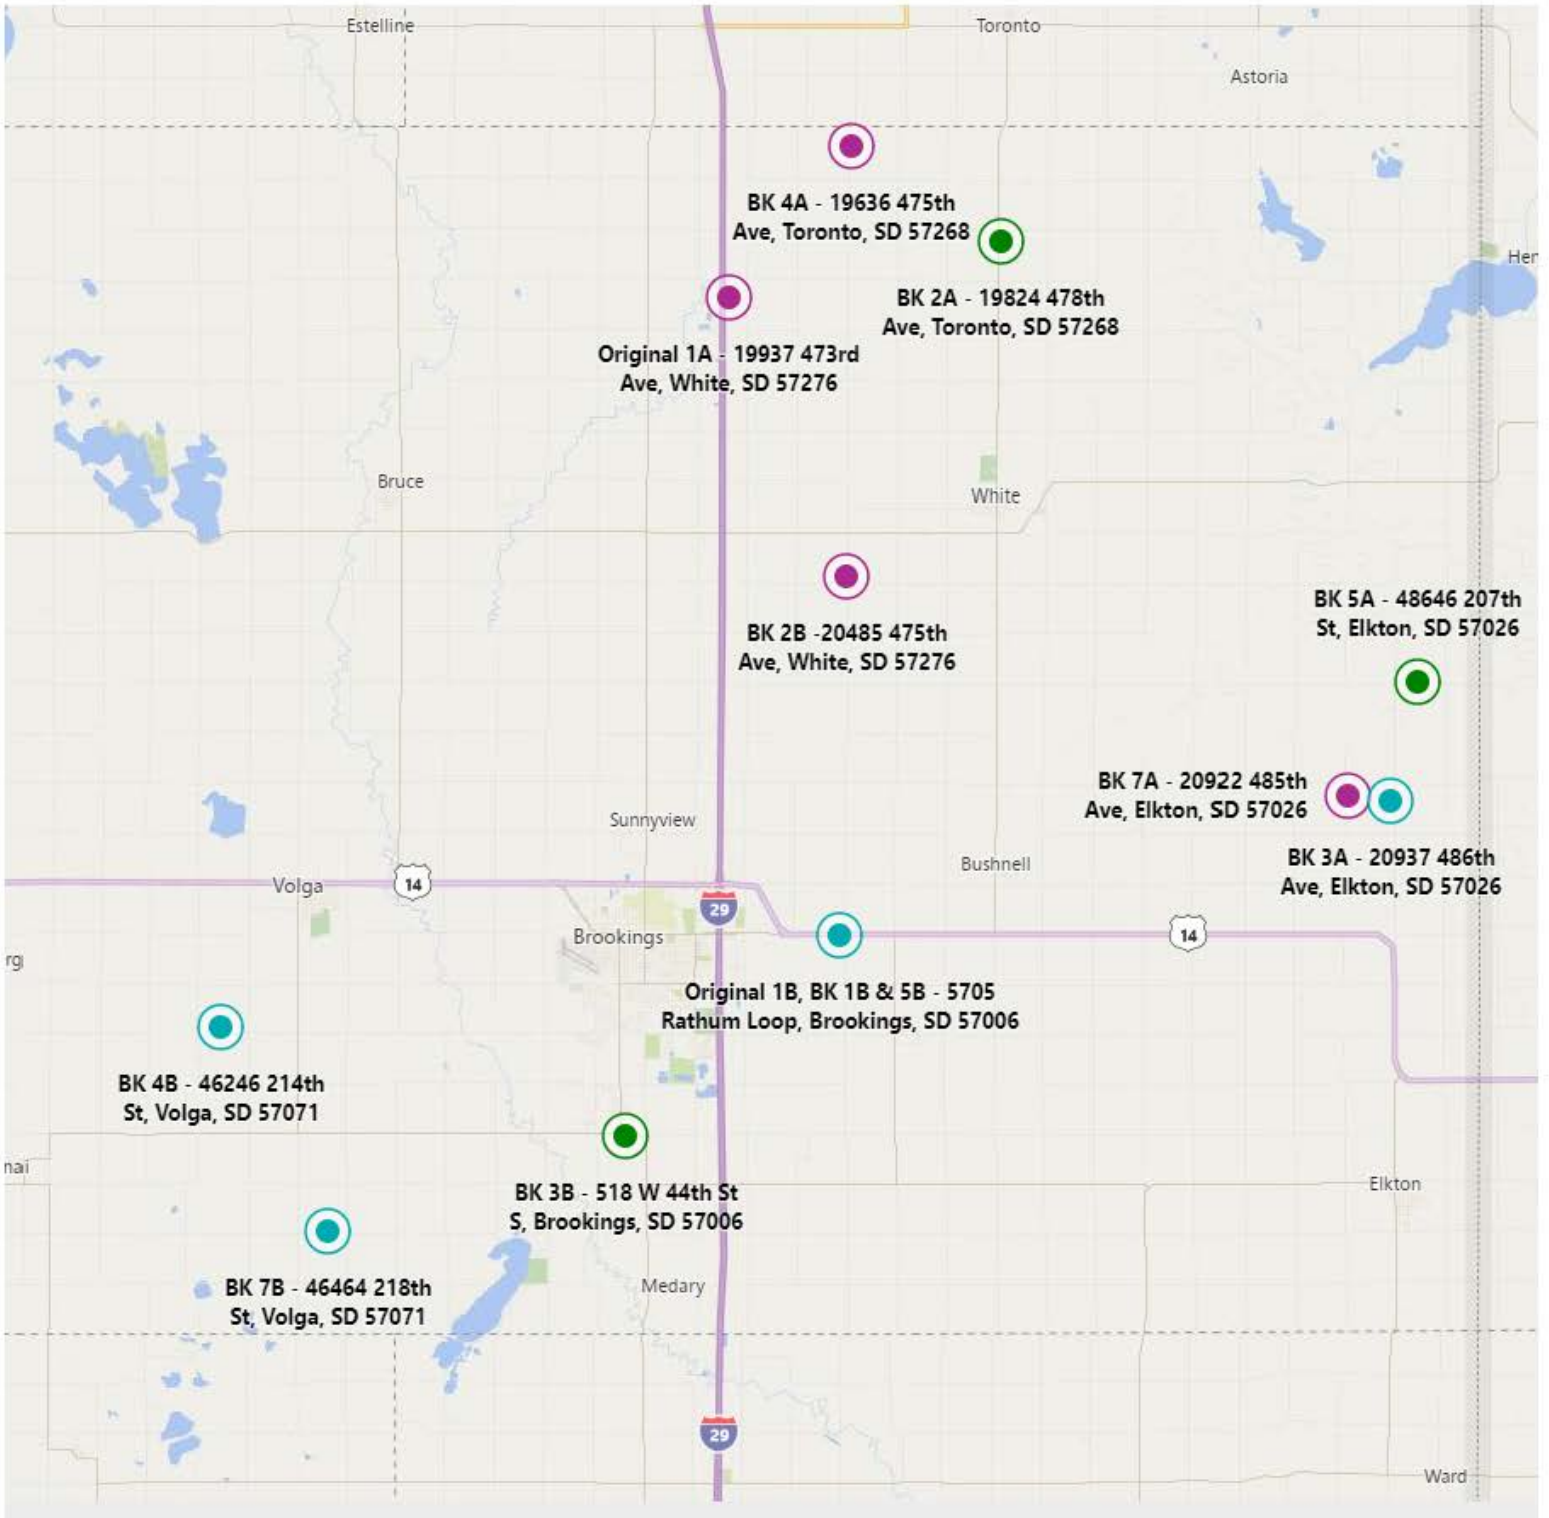 Estelline
Toronto
Astoria
BK 4A - 19636 475th
Ave, Toronto, SD 57268
Her
BK 2A - 19824 478th
Ave, Toronto, SD 57268
Original 1A - 19937 473rd
Ave, White, SD 57276
Bruce
White
BK 5A - 48646 207th
St, Elkton, SD 57026
BK 2B -20485 475th
Ave, White, SD 57276
BK 7A - 20922 485th
Ave, Elkton, SD 57026
Sunnyview
BK 3A - 20937 486th
Ave, Elkton, SD 57026
Bushnell
Volga
14
29
Brookings
14
rg
Original 1B, BK 1B & 5B - 5705
Rathum Loop, Brookings, SD 57006
BK 4B - 46246 214th
St, Volga, SD 57071
nai
Elkton
BK 3B - 518 W 44th St
S, Brookings, SD 57006
BK 7B - 46464 218th
St, Volga, SD 57071
Medary
29
Ward